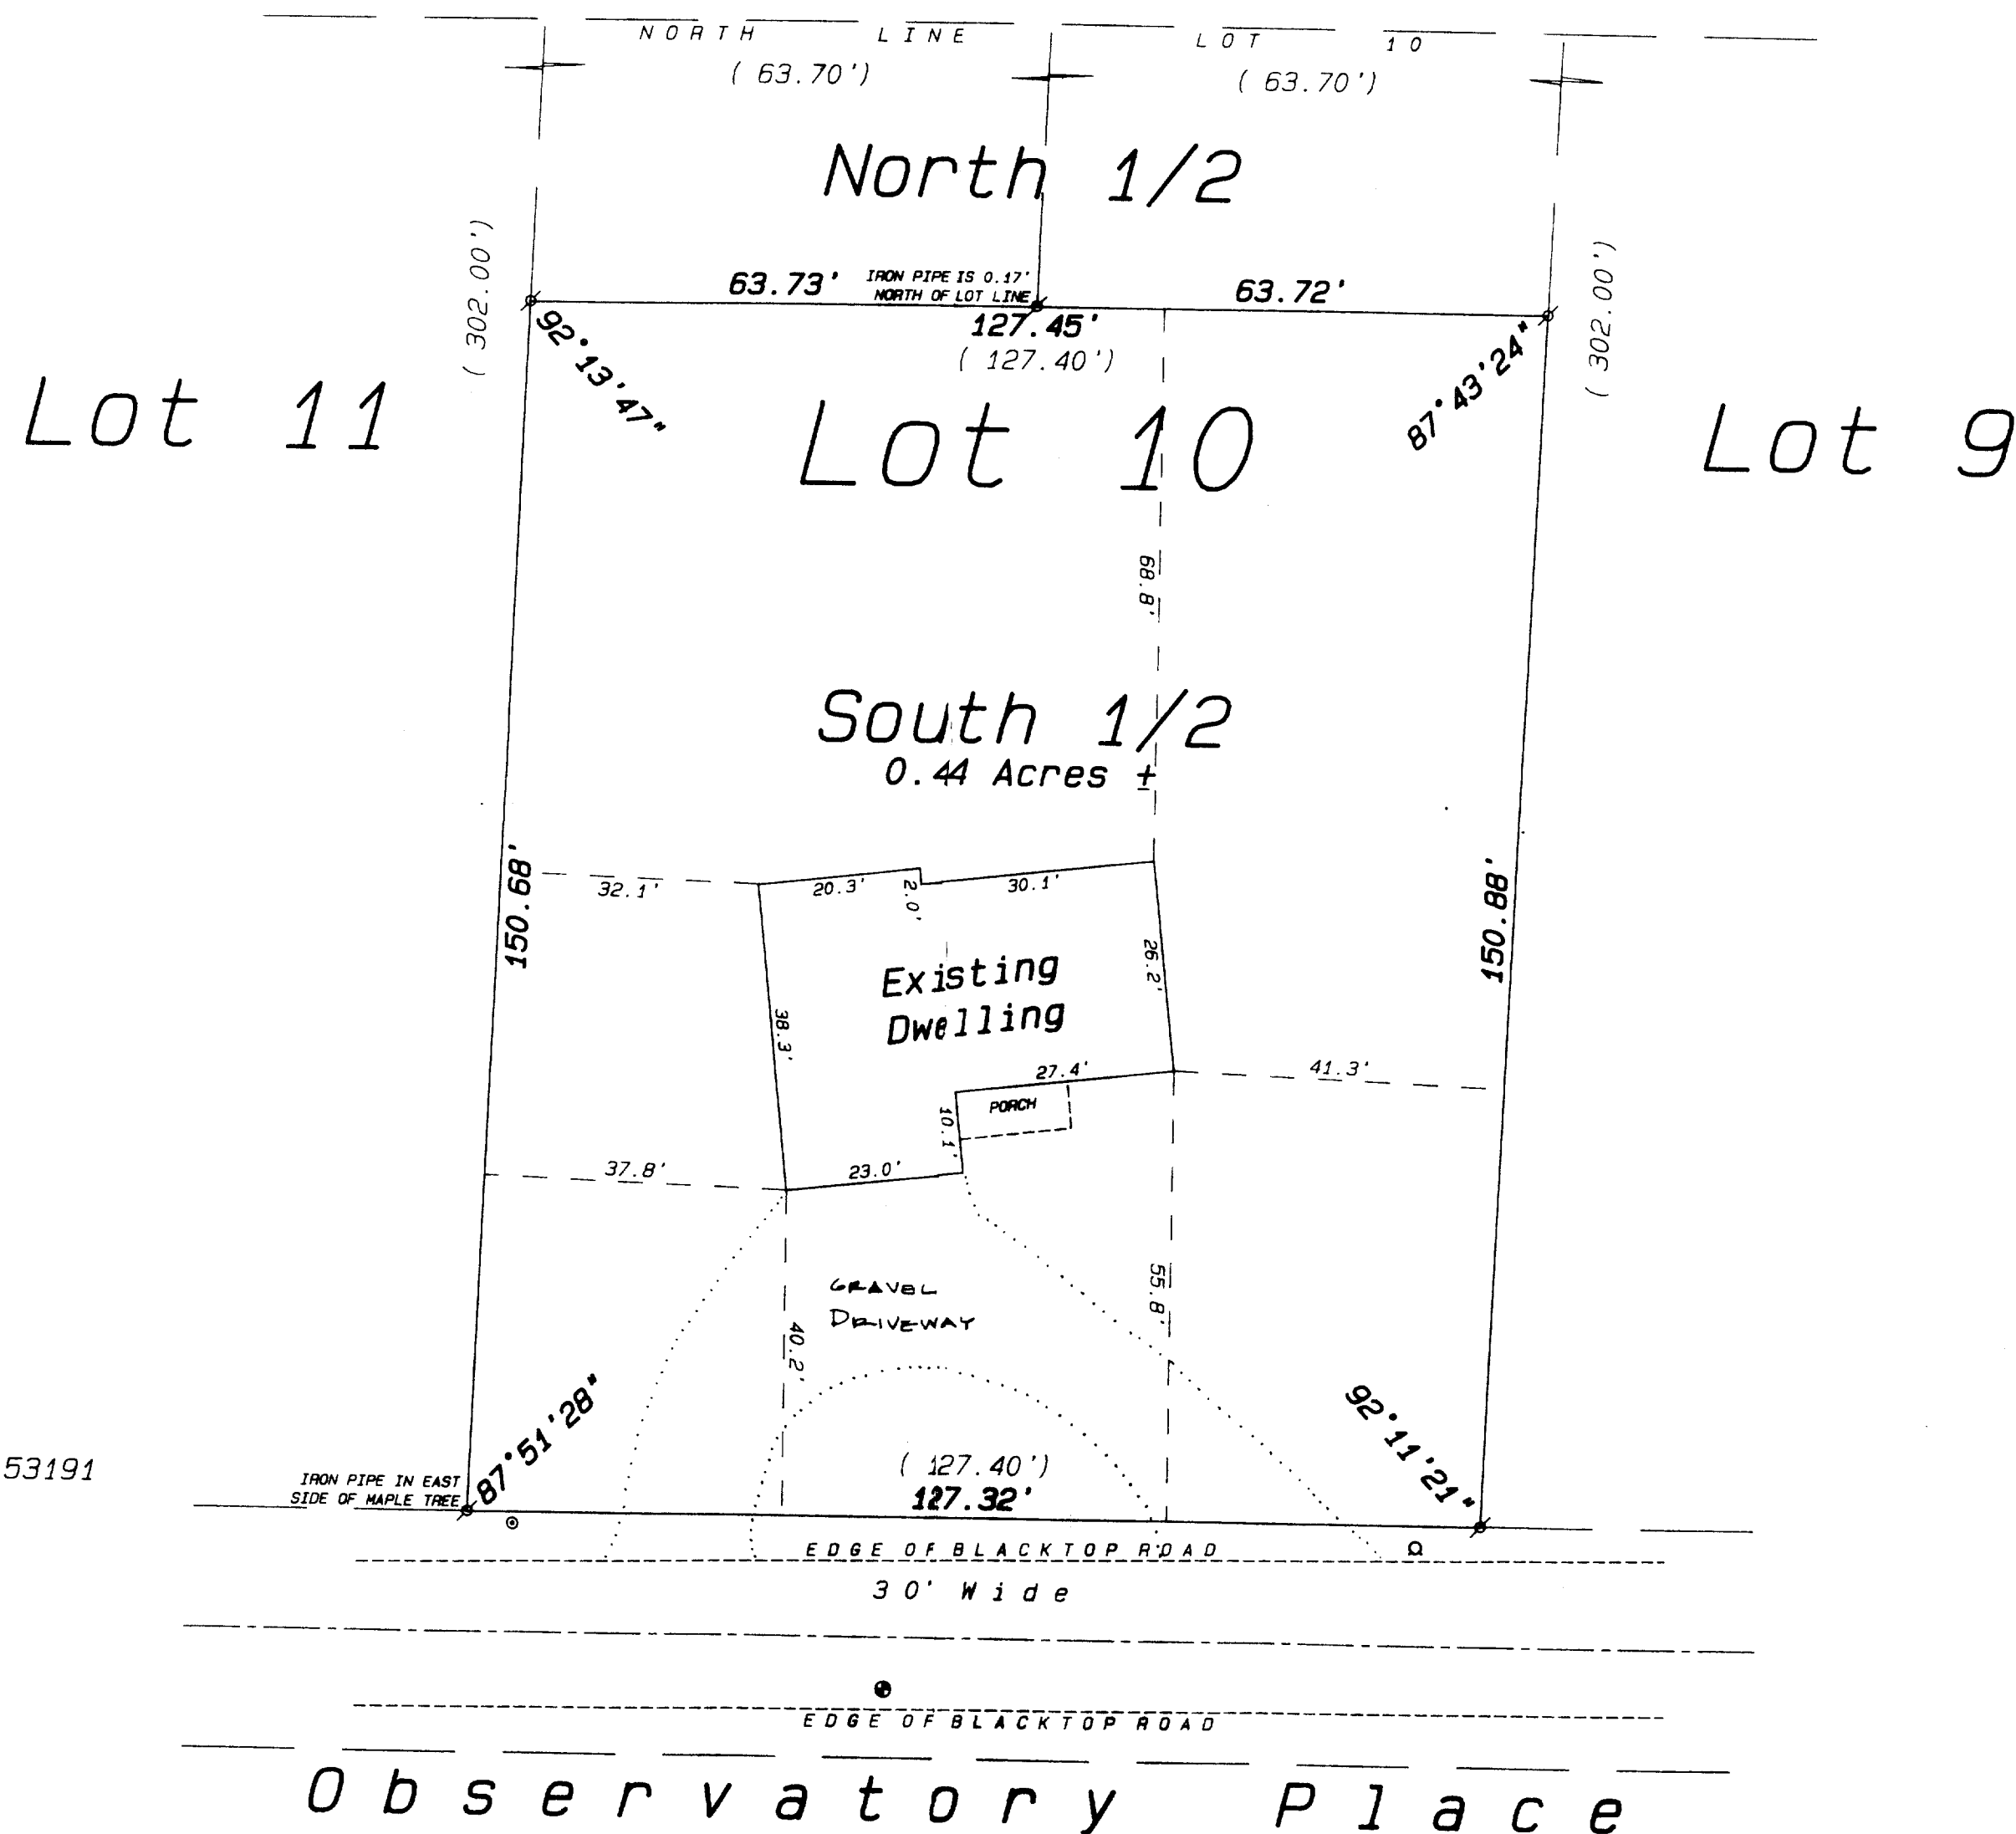 NORTH LINE LOT 10
( 63.70')
( 63.70')
North 1/2
( 302.00')
( 302.00')
63.73'
IRON PIPE IS 0.17'
NORTH OF LOT LINE
63.72'
127.45'
( 127.40')
92°13'47"
87°43'24"
Lot 11
Lot 10
Lot 9
68.8'
South 1/2
0.44 Acres ±
150.68'
150.88'
32.1'
20.3'
2.0'
30.1'
26.2'
Existing
Dwelling
38.3'
27.4'
41.3'
PORCH
10.1'
37.8'
23.0'
GRAVEL
DRIVEWAY
55.8'
40.2'
87°51'28"
92°11'21"
53191
IRON PIPE IN EAST
SIDE OF MAPLE TREE
( 127.40')
127.32'
EDGE OF BLACKTOP ROAD
30' Wide
EDGE OF BLACKTOP ROAD
Observatory Place